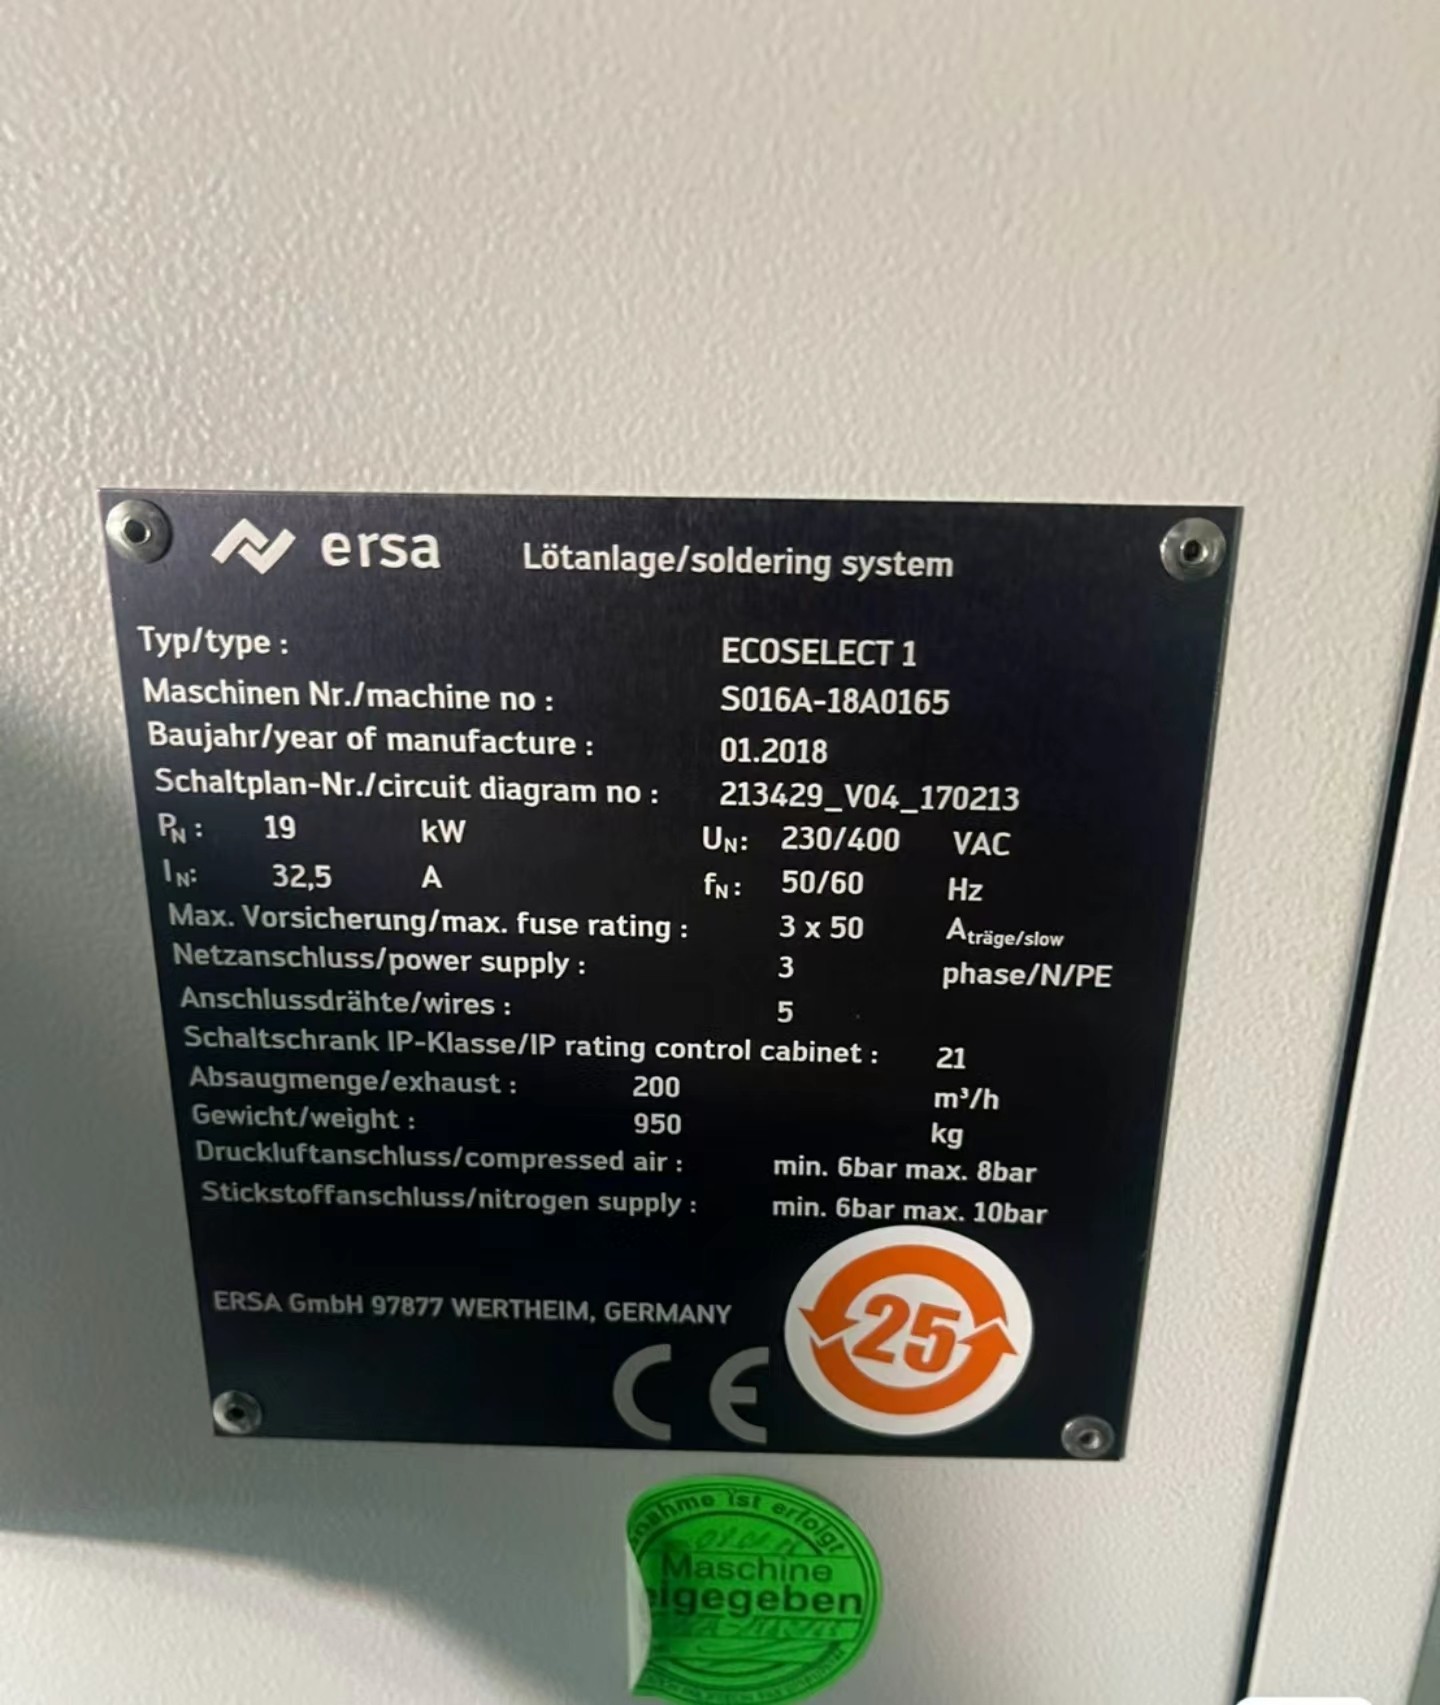 ersa Lötanlage/soldering system
Typ/type : ECOSELECT 1
Maschinen Nr./machine no : S016A-18A0165
Baujahr/year of manufacture : 01.2018
Schaltplan-Nr./circuit diagram no : 213429_V04_170213
PN : 19 kW UN: 230/400 VAC
IN: 32,5 A fN: 50/60 Hz
Max. Vorsicherung/max. fuse rating : 3 x 50 Aträge/slow
Netzanschluss/power supply : 3 phase/N/PE
Anschlussdrähte/wires : 5
Schaltschrank IP-Klasse/IP rating control cabinet : 21
Absaugmenge/exhaust : 200 m³/h
Gewicht/weight : 950 kg
Druckluftanschluss/compressed air : min. 6bar max. 8bar
Stickstoffanschluss/nitrogen supply : min. 6bar max. 10bar
ERSA GmbH 97877 WERTHEIM, GERMANY
CE
25
nahme ist erfolgt
Maschine
eigegeben